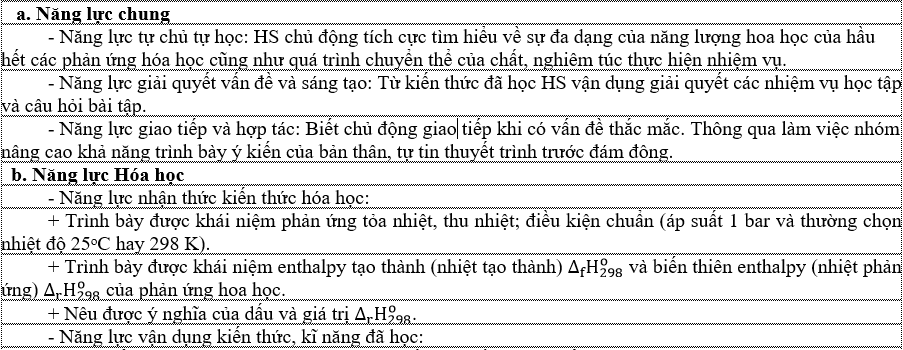 a. Năng lực chung
- Năng lực tự chủ tự học: HS chủ động tích cực tìm hiểu về sự đa dạng của năng lượng hoa học của hầu
hết các phản ứng hóa học cũng như quá trình chuyển thể của chất, nghiêm túc thực hiện nhiệm vụ.
- Năng lực giải quyết vấn đề và sáng tạo: Từ kiến thức đã học HS vận dụng giải quyết các nhiệm vụ học tập
và câu hỏi bài tập.
- Năng lực giao tiếp và hợp tác: Biết chủ động giao tiếp khi có vấn đề thắc mắc. Thông qua làm việc nhóm
nâng cao khả năng trình bày ý kiến của bản thân, tự tin thuyết trình trước đám đông.
b. Năng lực Hóa học
- Năng lực nhận thức kiến thức hóa học:
+ Trình bày được khái niệm phản ứng tỏa nhiệt, thu nhiệt; điều kiện chuẩn (áp suất 1 bar và thường chọn
nhiệt độ 25°C hay 298 K).
+ Trình bày được khái niệm enthalpy tạo thành (nhiệt tạo thành) ΔfH°298 và biến thiên enthalpy (nhiệt phản
ứng) ΔrH°298 của phản ứng hoa học.
+ Nêu được ý nghĩa của dấu và giá trị ΔrH°298.
- Năng lực vận dụng kiến thức, kĩ năng đã học: